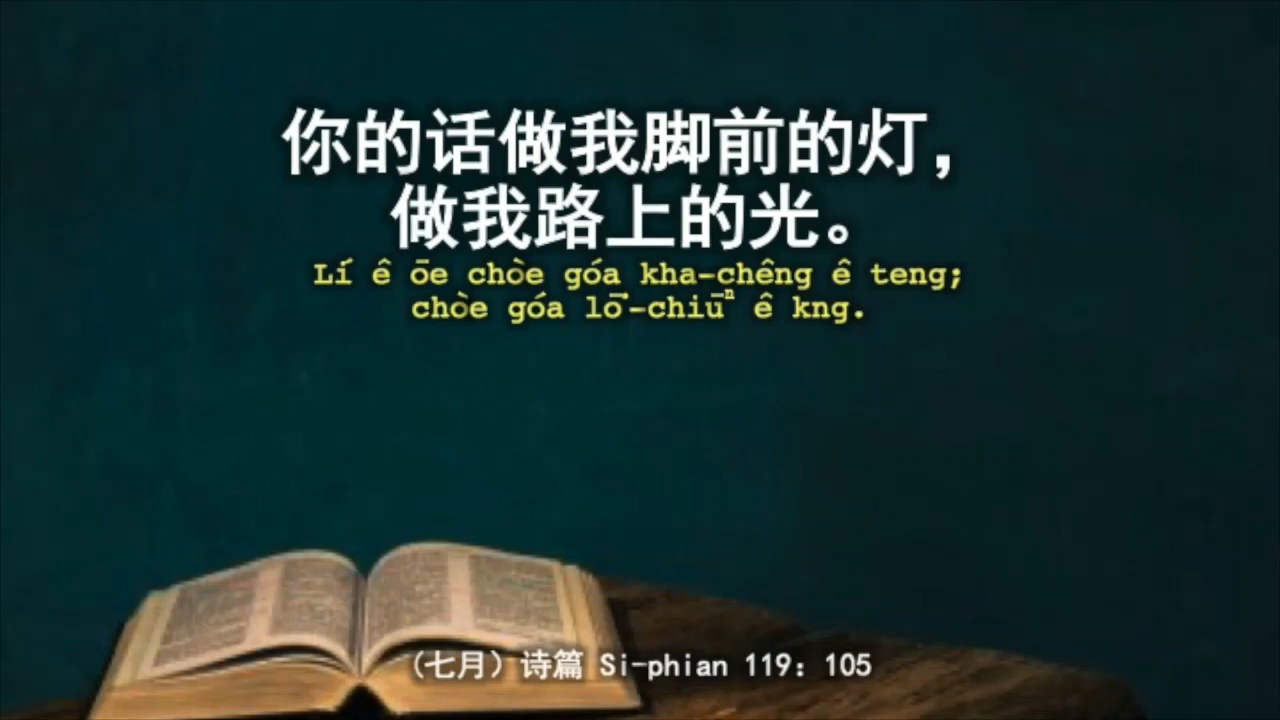 你的话做我脚前的灯，
做我路上的光。
Lí ê ōe chòe góa kha-chêng ê teng;
chòe góa lō͘-chiūⁿ ê kng.
（七月）诗篇 Si-phian 119：105